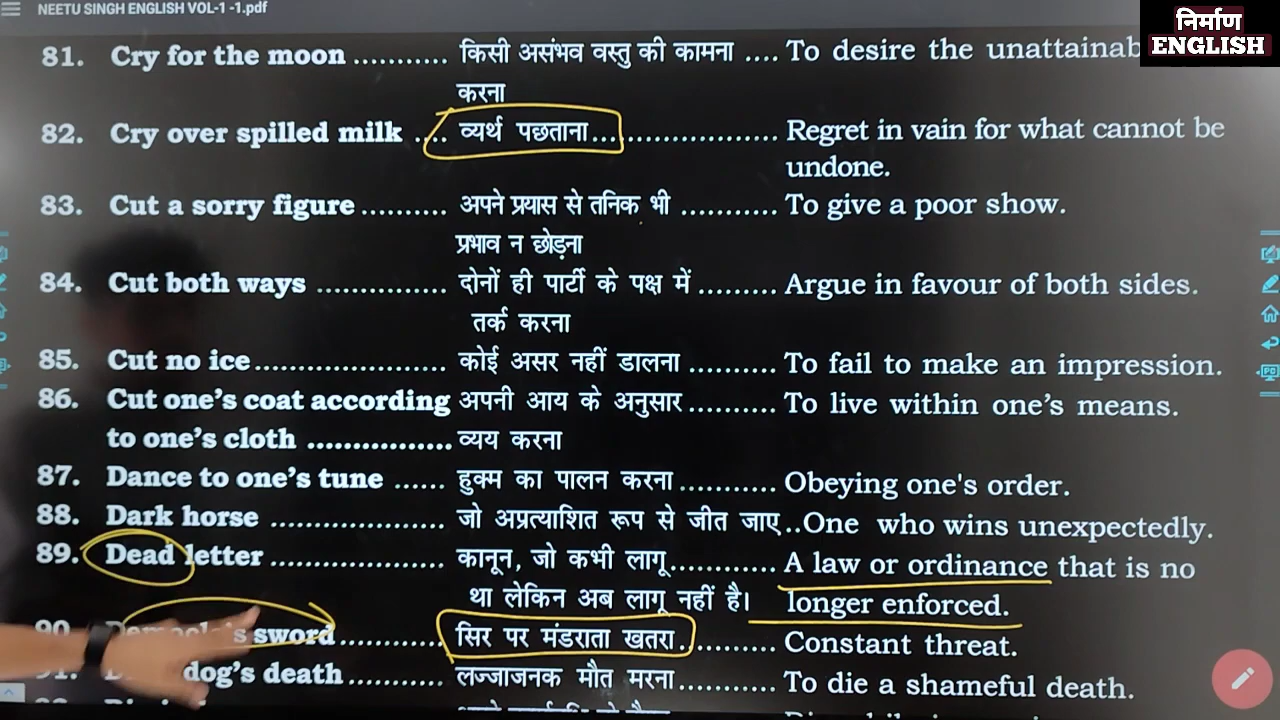 NEETU SINGH ENGLISH VOL-1 -1.pdf
निर्माण
ENGLISH
81. Cry for the moon ........... किसी असंभव वस्तु की कामना .... To desire the unattainab
करना
82. Cry over spilled milk .... व्यर्थ पछताना..................... Regret in vain for what cannot be
undone.
83. Cut a sorry figure.......... अपने प्रयास से तनिक भी ........... To give a poor show.
प्रभाव न छोड़ना
84. Cut both ways ............... दोनों ही पार्टी के पक्ष में ......... Argue in favour of both sides.
तर्क करना
85. Cut no ice...................... कोई असर नहीं डालना .......... To fail to make an impression.
86. Cut one's coat according अपनी आय के अनुसार .......... To live within one's means.
to one's cloth ................. व्यय करना
87. Dance to one's tune ...... हुक्म का पालन करना........... Obeying one's order.
88. Dark horse .................... जो अप्रत्याशित रूप से जीत जाए ..One who wins unexpectedly.
89. Dead letter .................... कानून, जो कभी लागू............ A law or ordinance that is no
था लेकिन अब लागू नहीं है। longer enforced.
90. sword............ सिर पर मंडराता खतरा........... Constant threat.
91. dog's death ........... लज्जाजनक मौत मरना........... To die a shameful death.